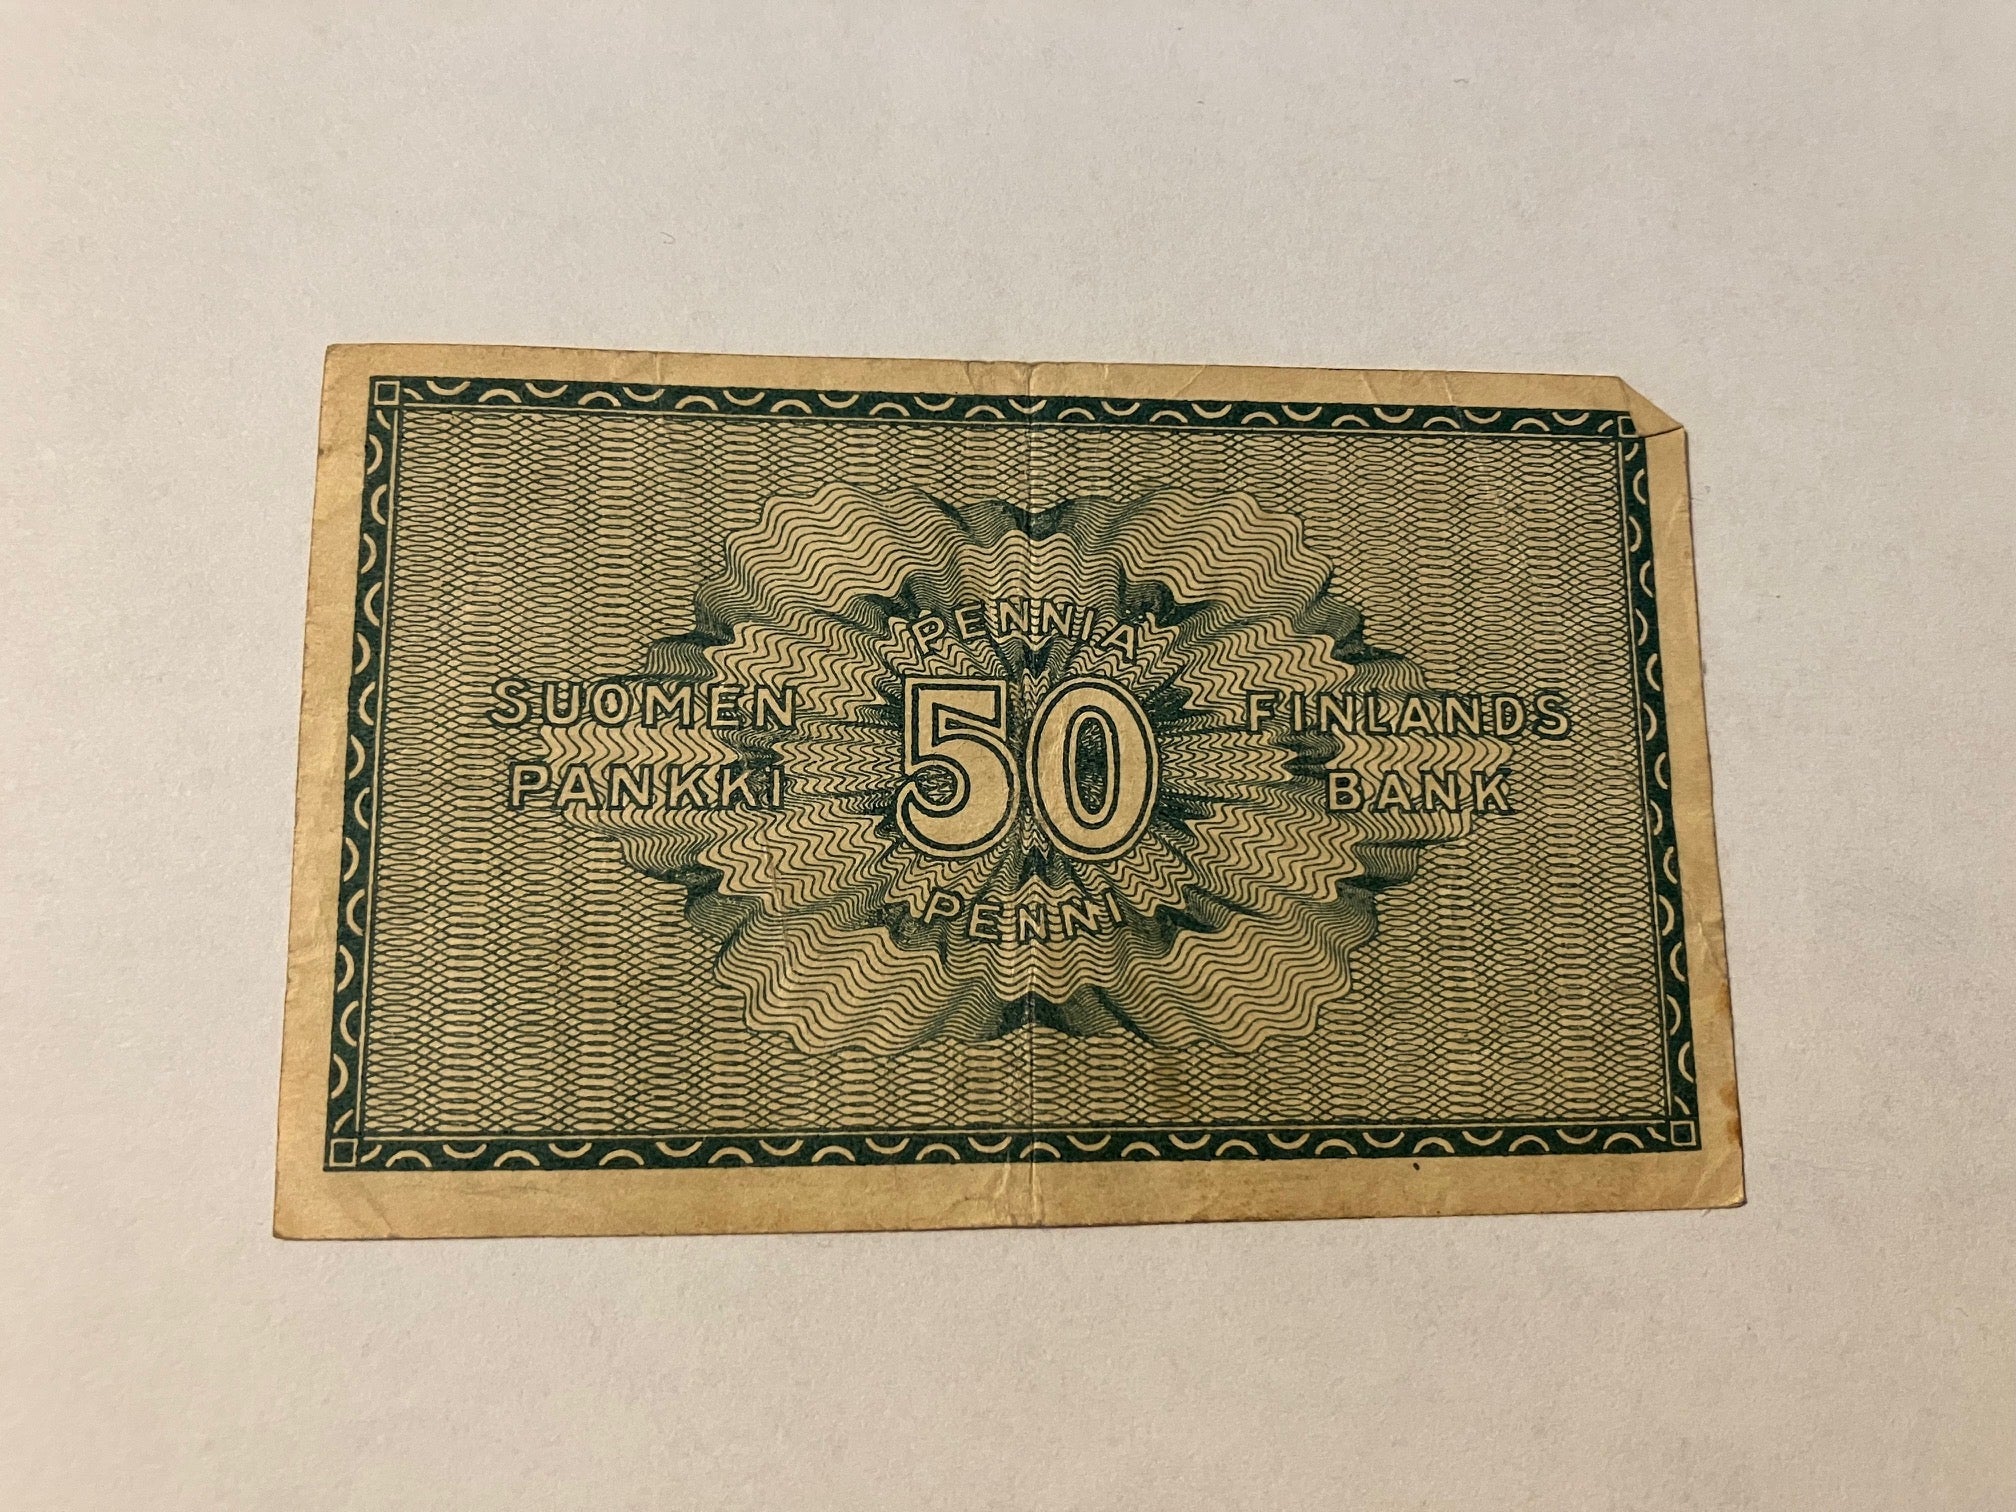 PENNIÄ
SUOMEN
PANKKI
50
FINLANDS
BANK
PENNI